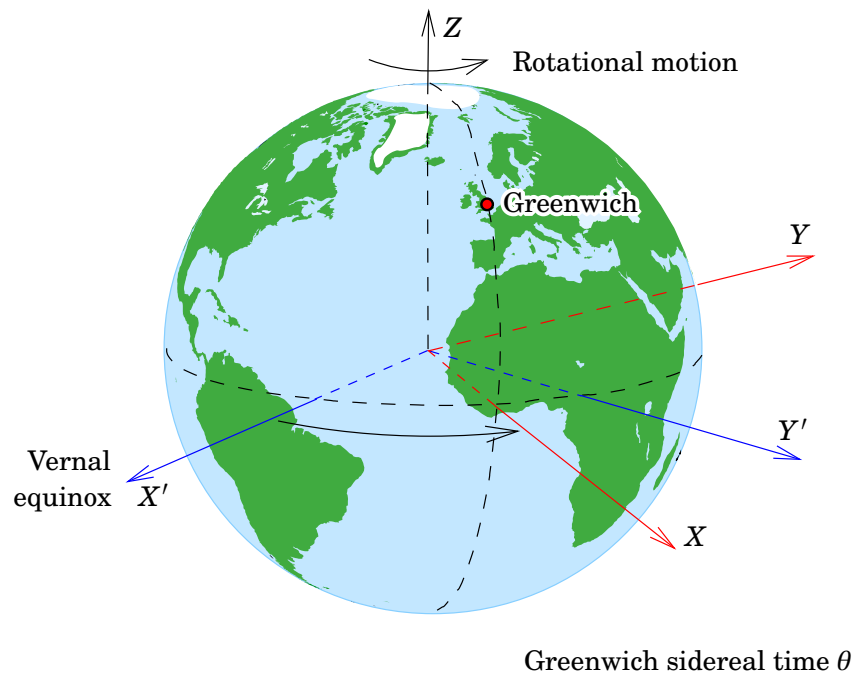 Z
Rotational motion
Greenwich
Y
Y′
Vernal
equinox
X′
X
Greenwich sidereal time θ